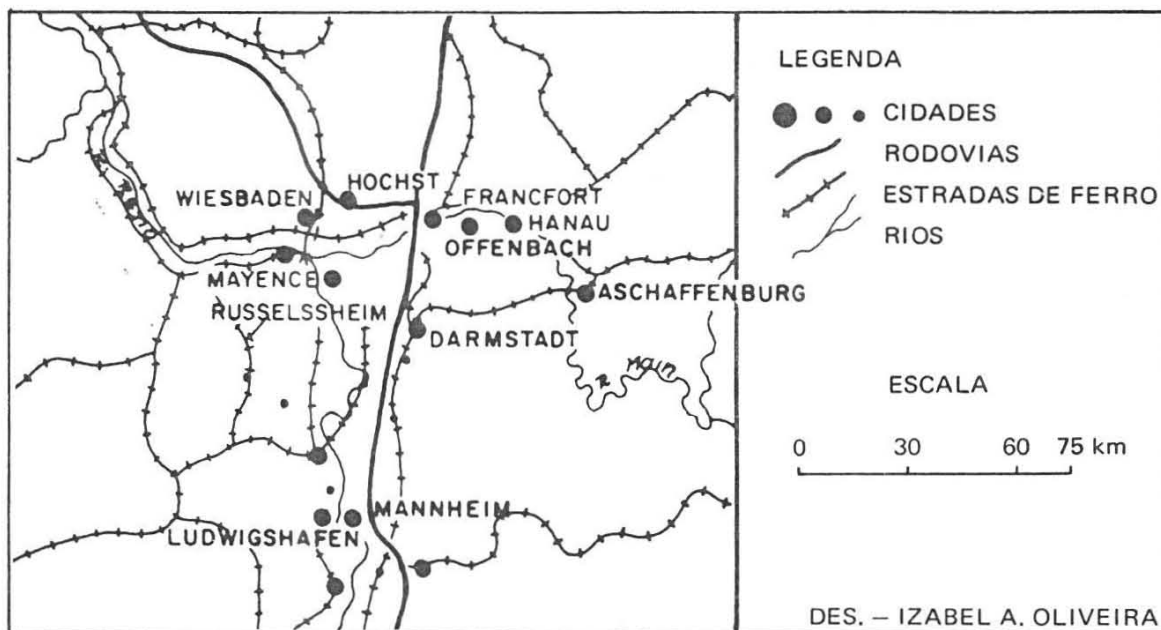 HOCHST
WIESBADEN
FRANCFORT
HANAU
OFFENBACH
MAYENCE
RUSSELSSHEIM
ASCHAFFENBURG
DARMSTADT
R. MAIN
MANNHEIM
LUDWIGSHAFEN
LEGENDA
CIDADES
RODOVIAS
ESTRADAS DE FERRO
RIOS
ESCALA
0 30 60 75 km
DES. – IZABEL A. OLIVEIRA